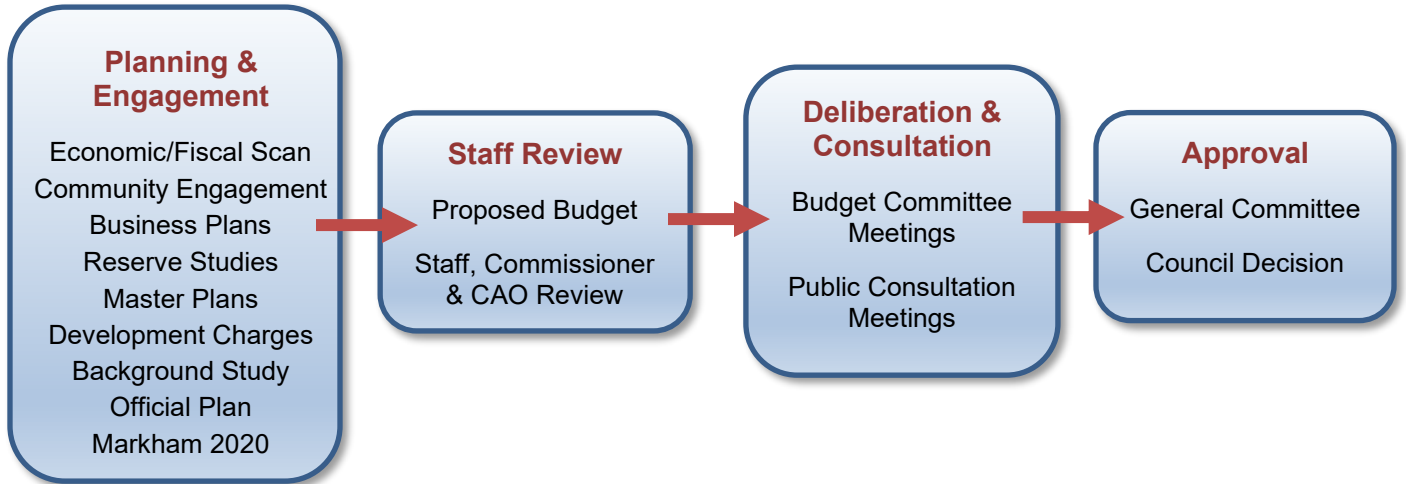 Planning &
Engagement
Economic/Fiscal Scan
Community Engagement
Business Plans
Reserve Studies
Master Plans
Development Charges
Background Study
Official Plan
Markham 2020
Staff Review
Proposed Budget
Staff, Commissioner
& CAO Review
Deliberation &
Consultation
Budget Committee
Meetings
Public Consultation
Meetings
Approval
General Committee
Council Decision